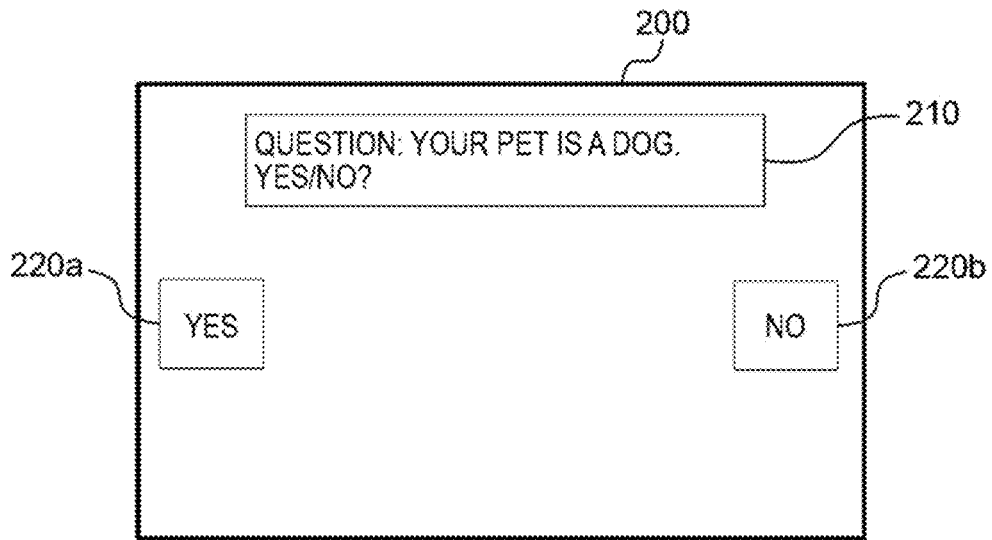 200
QUESTION: YOUR PET IS A DOG.
YES/NO?
210
220a
YES
NO
220b